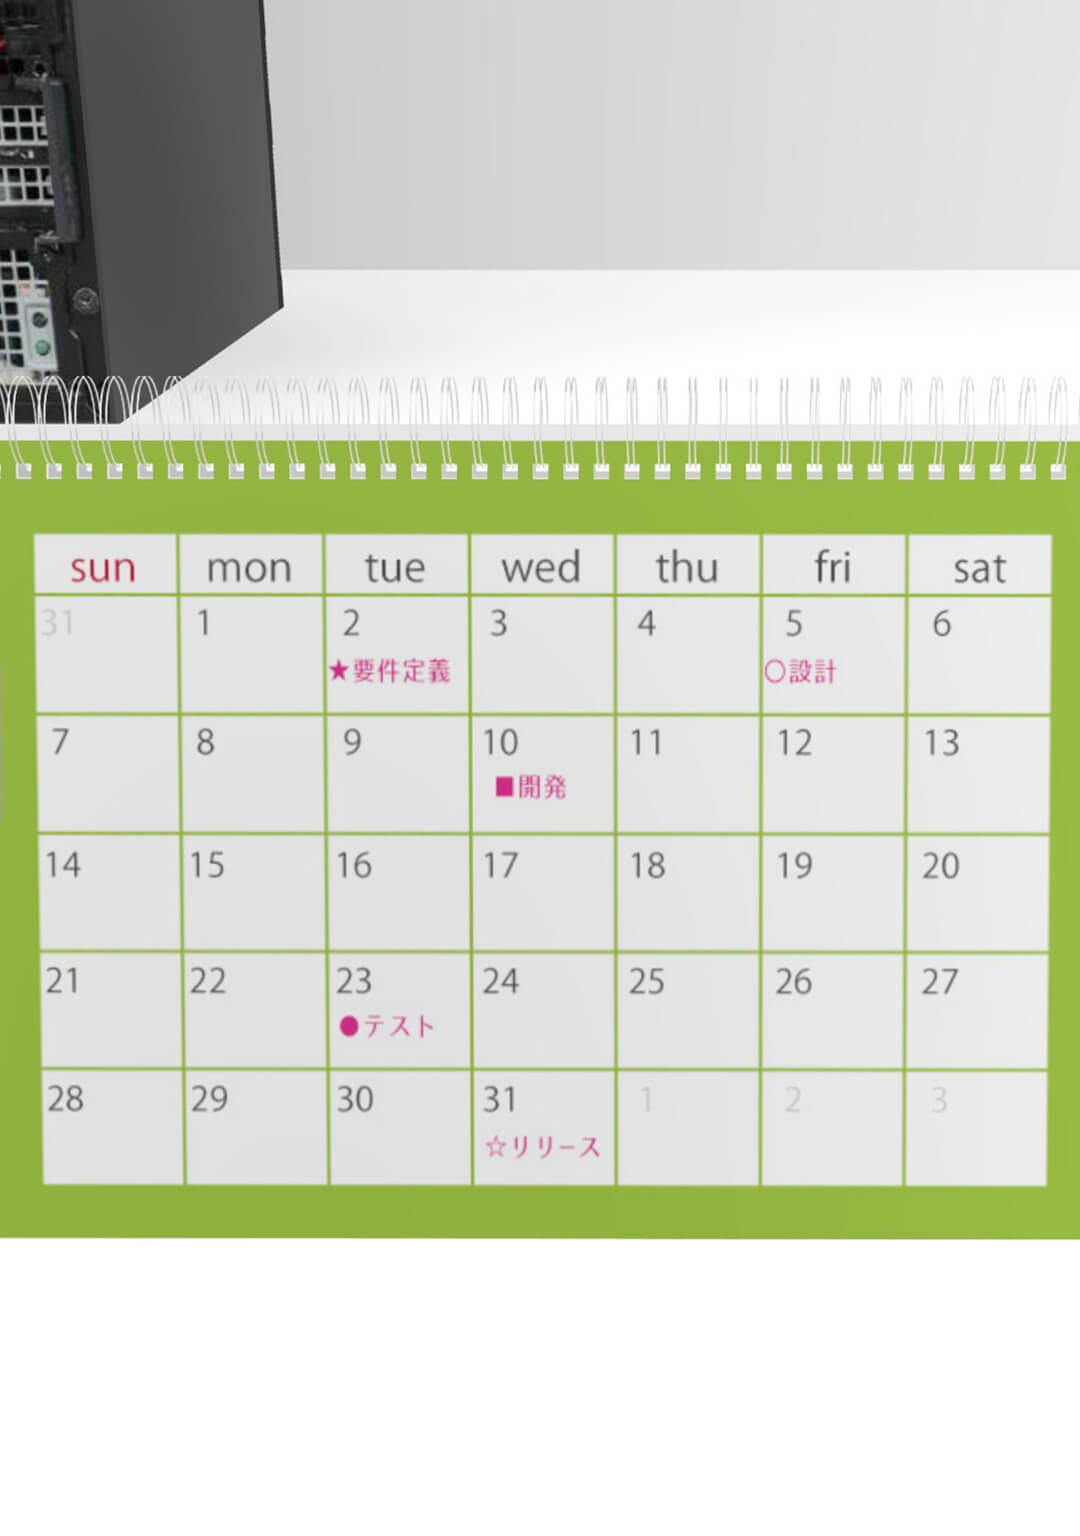 sun mon tue wed thu fri sat
31 1 2 3 4 5 6
★要件定義 〇設計
7 8 9 10 11 12 13
■開発
14 15 16 17 18 19 20
21 22 23 24 25 26 27
●テスト
28 29 30 31 1 2 3
☆リリース